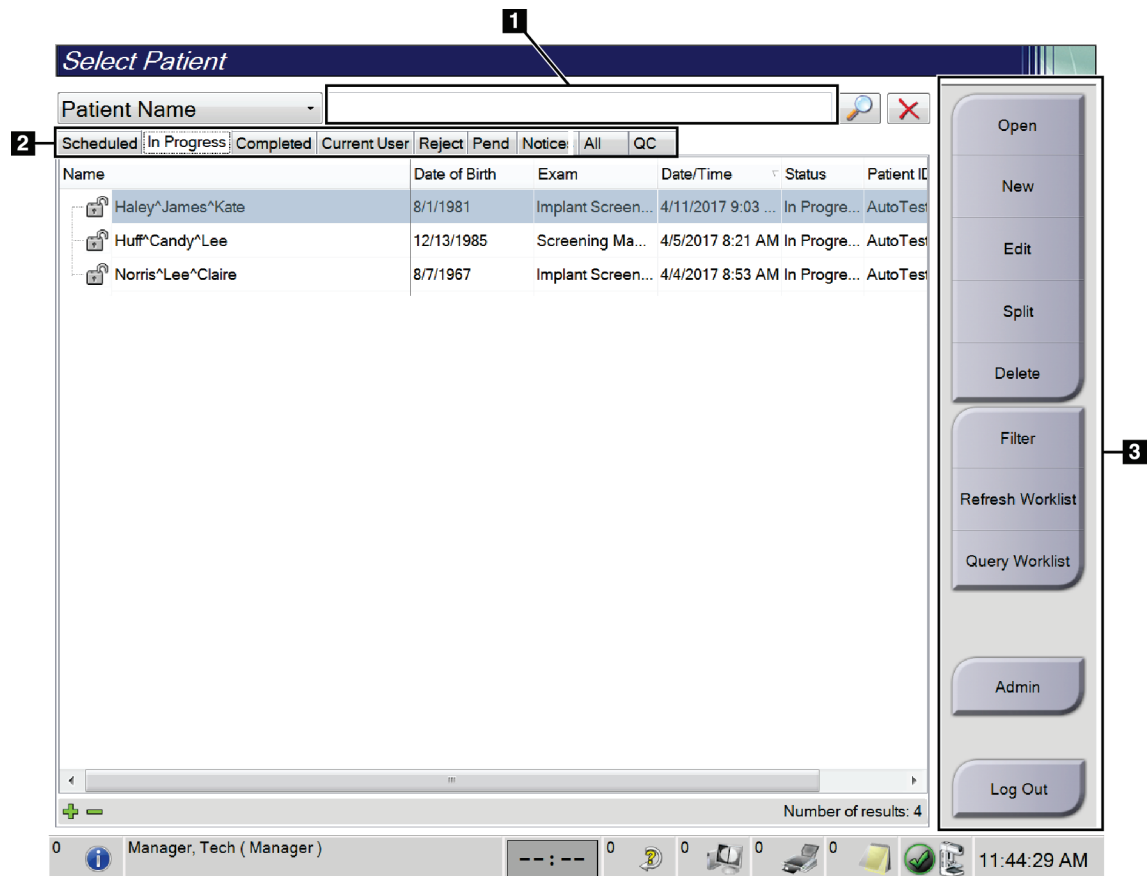 1
Select Patient
Patient Name
2
Scheduled In Progress Completed Current User Reject Pend Notice: All QC
Name Date of Birth Exam Date/Time Status Patient ID
Haley^James^Kate 8/1/1981 Implant Screen... 4/11/2017 9:03 ... In Progre... AutoTest
Huff^Candy^Lee 12/13/1985 Screening Ma... 4/5/2017 8:21 AM In Progre... AutoTest
Norris^Lee^Claire 8/7/1967 Implant Screen... 4/4/2017 8:53 AM In Progre... AutoTest
Open
New
Edit
Split
Delete
Filter
3
Refresh Worklist
Query Worklist
Admin
Log Out
Number of results: 4
0 Manager, Tech ( Manager ) --:-- 0 0 0 0 11:44:29 AM